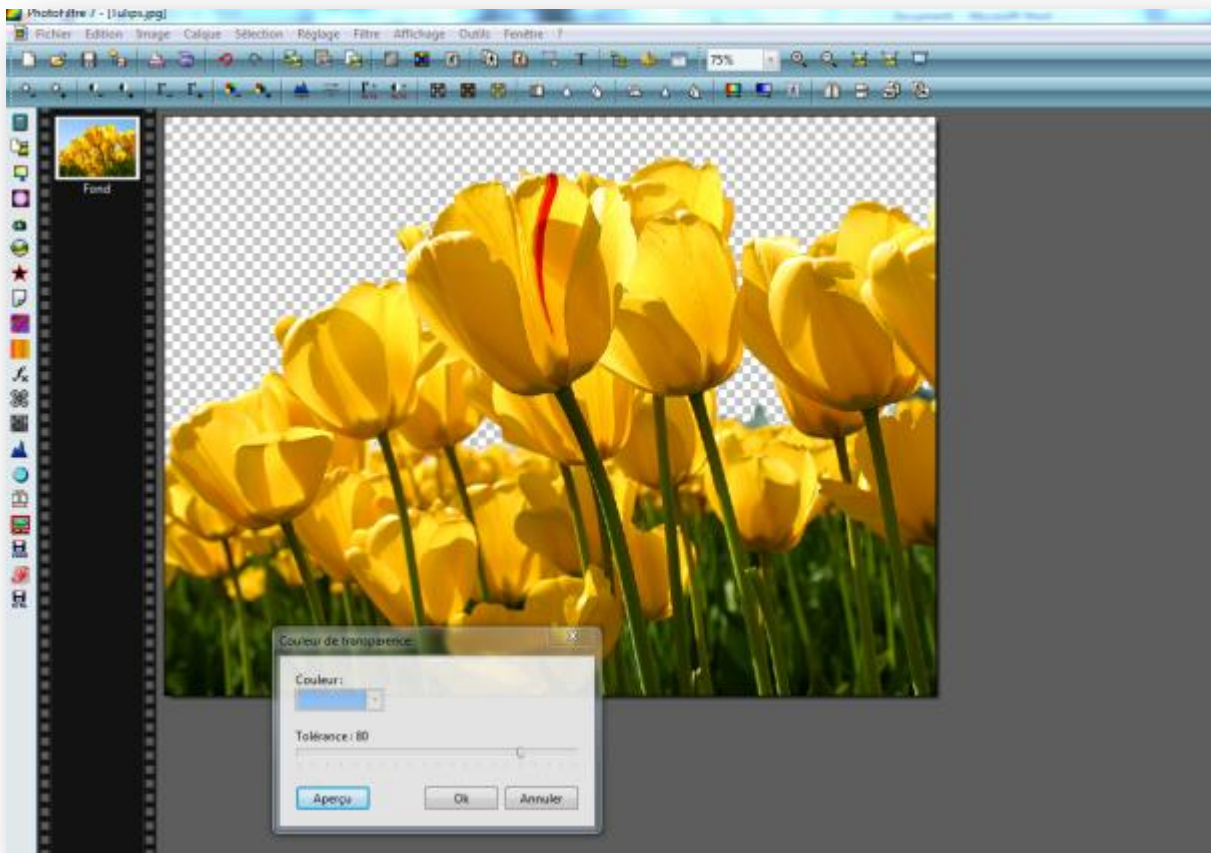 PhotoFiltre 7 - [Tulips.jpg]
Fichier Edition Image Calque Sélection Réglage Filtre Affichage Outils Fenêtre ?
75%
Fond
Couleur de transparence
Couleur :
Tolérance : 80
Aperçu Ok Annuler